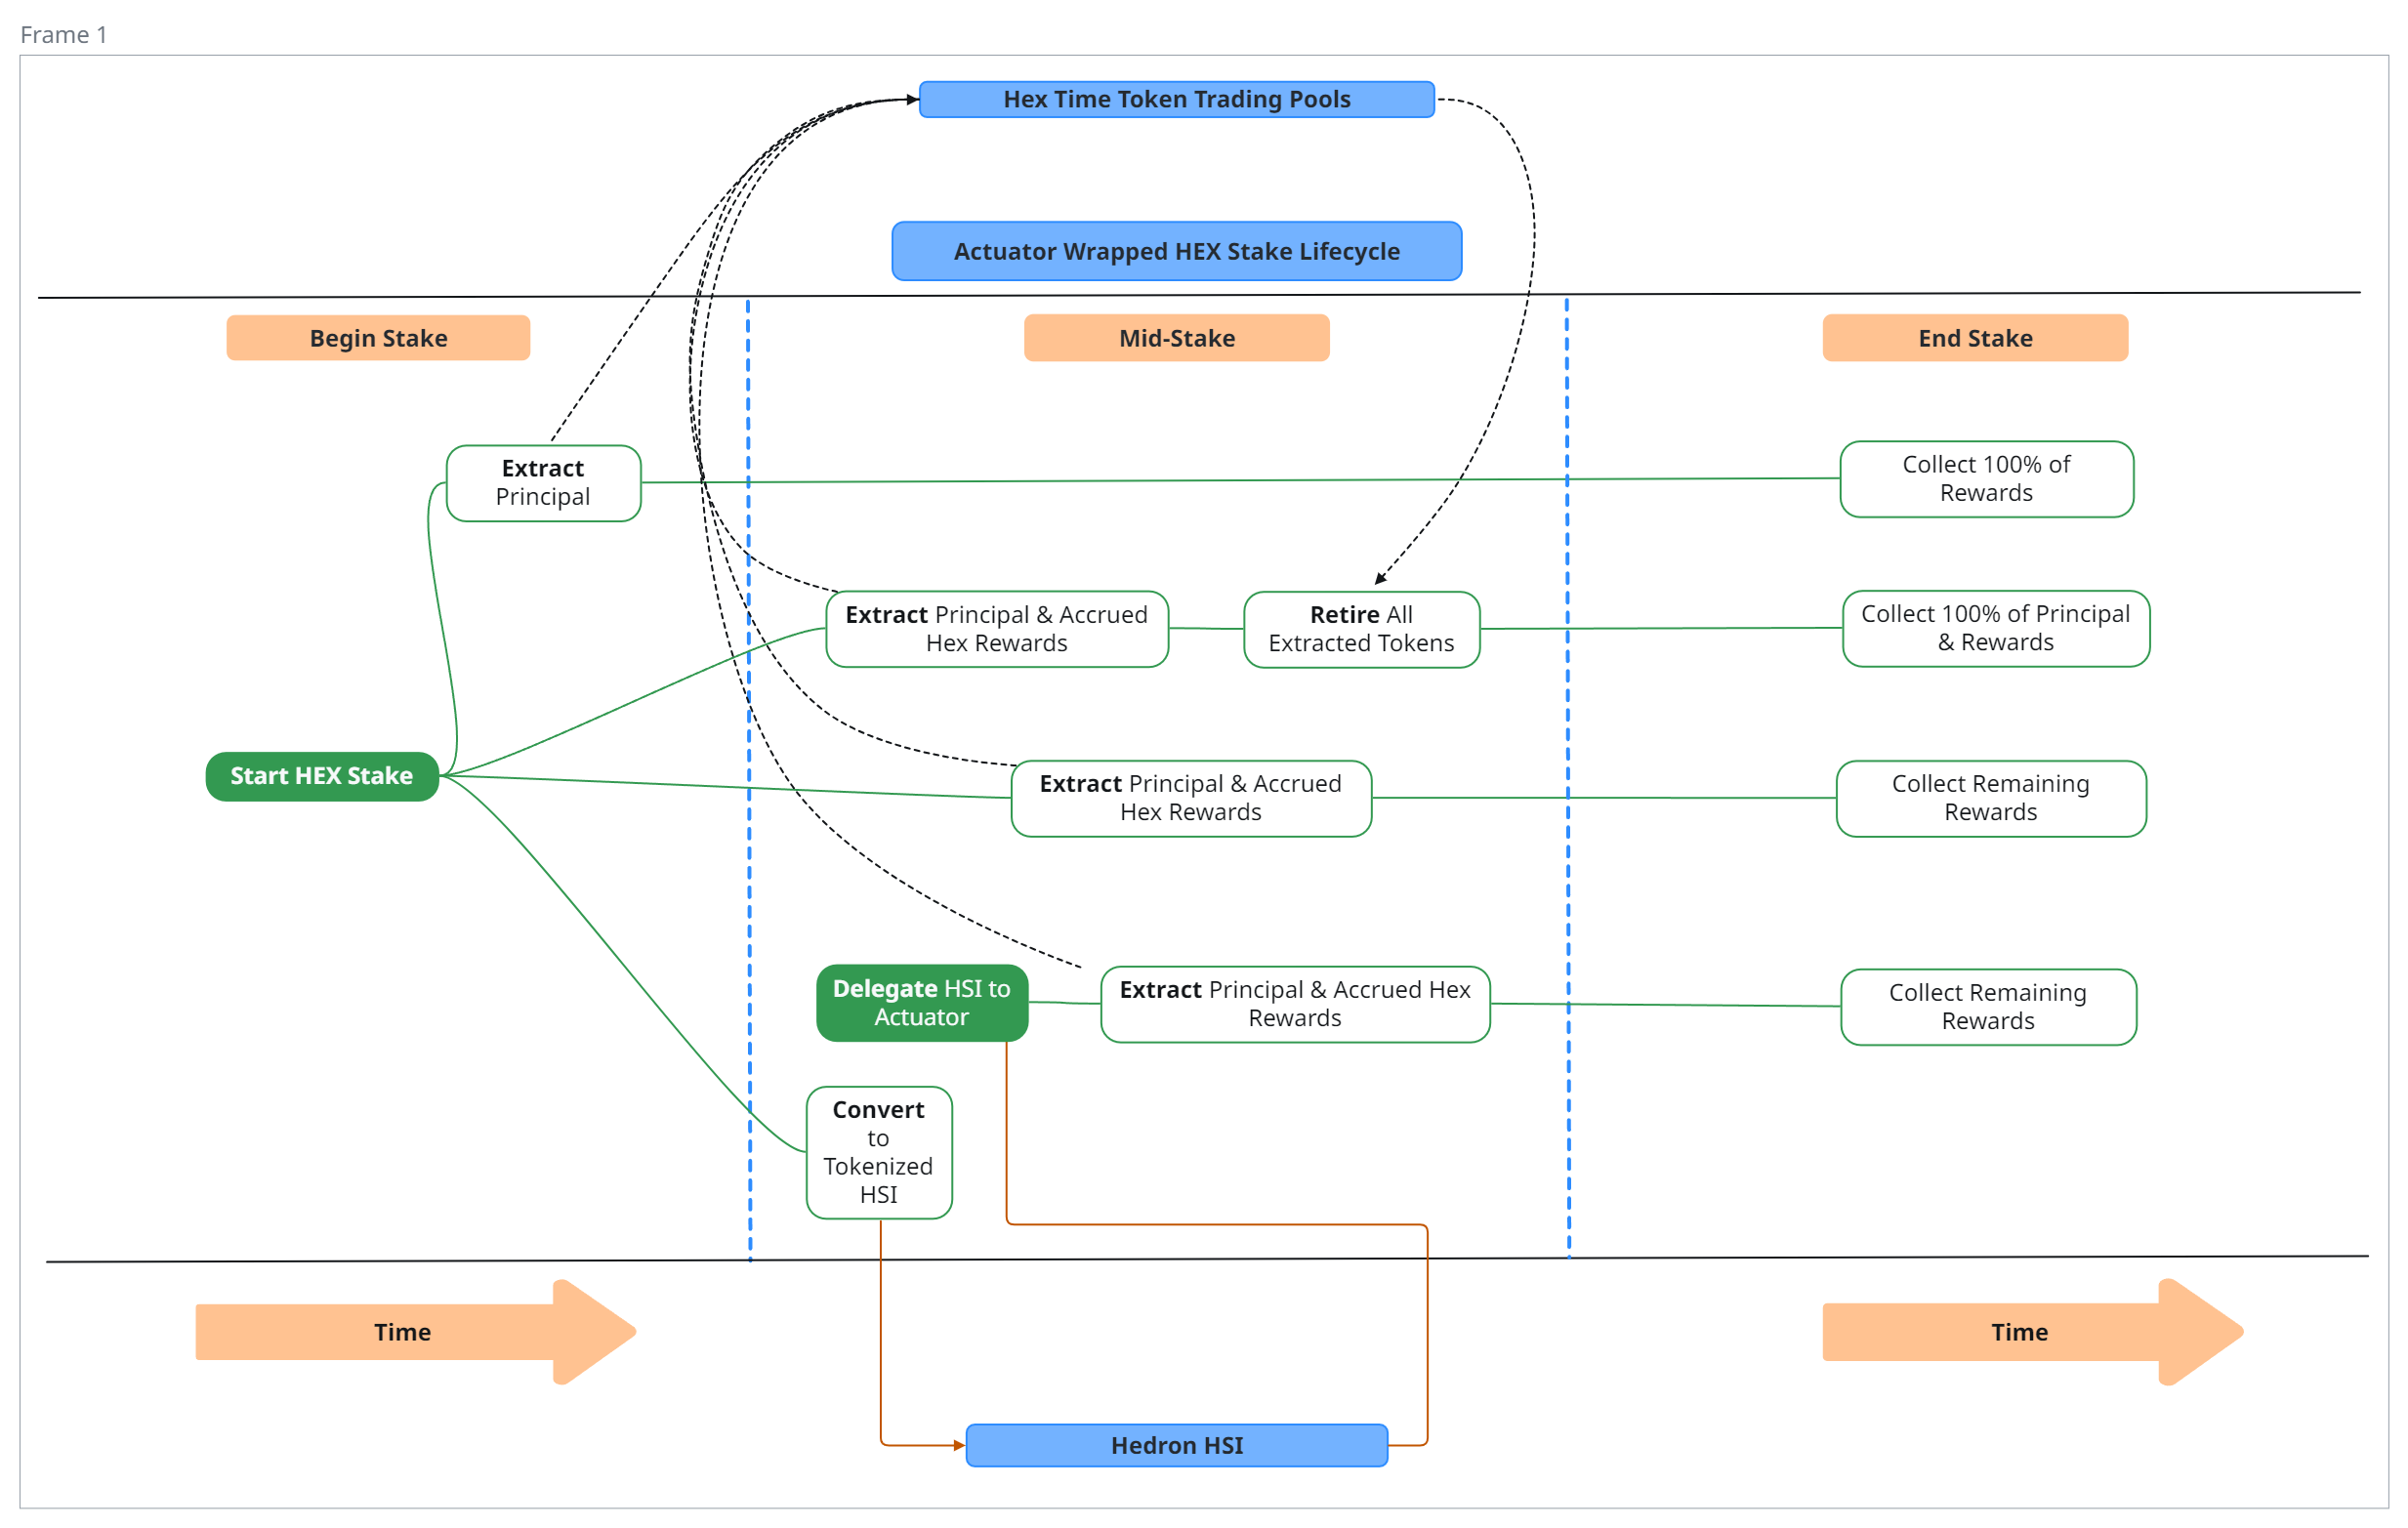 Frame 1
Hex Time Token Trading Pools
Actuator Wrapped HEX Stake Lifecycle
Begin Stake
Mid-Stake
End Stake
Extract
Principal
Collect 100% of
Rewards
Extract Principal & Accrued
Hex Rewards
Retire All
Extracted Tokens
Collect 100% of Principal
& Rewards
Start HEX Stake
Extract Principal & Accrued
Hex Rewards
Collect Remaining
Rewards
Delegate HSI to
Actuator
Extract Principal & Accrued Hex
Rewards
Collect Remaining
Rewards
Convert
to
Tokenized
HSI
Time
Time
Hedron HSI